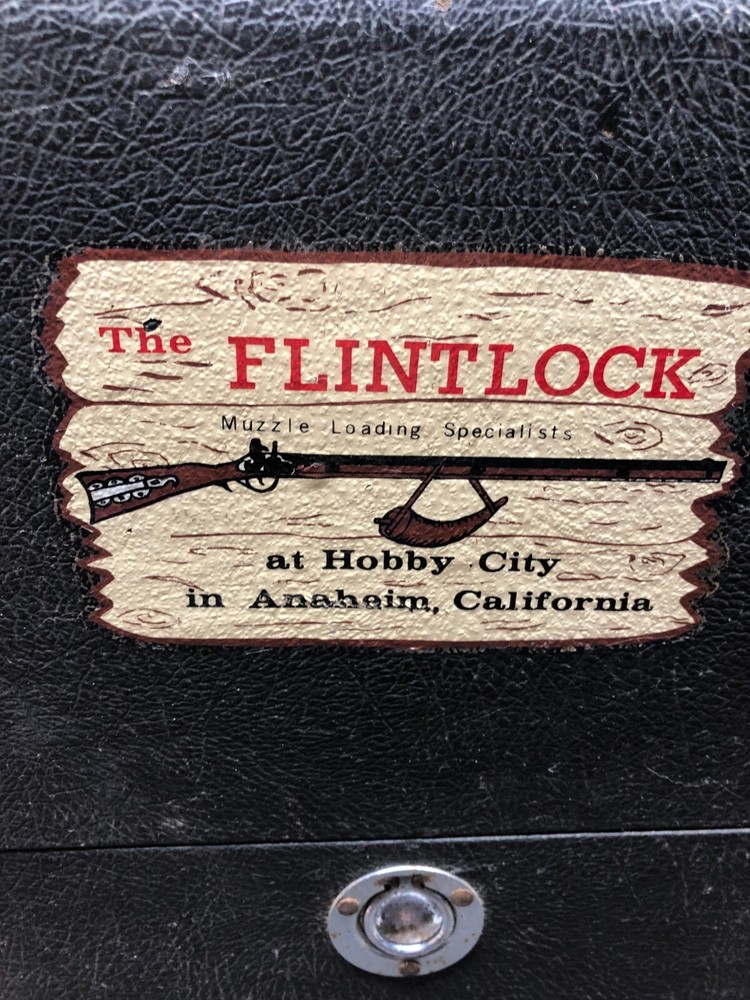 The FLINTLOCK
Muzzle Loading Specialists
at Hobby City
in Anaheim, California